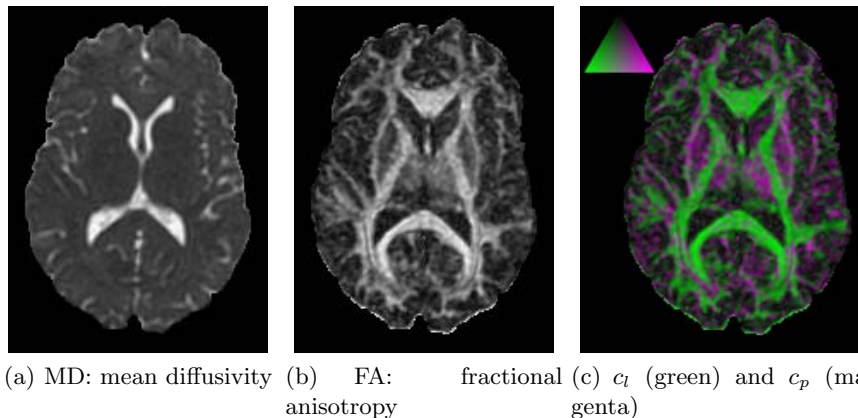 (a) MD: mean diffusivity
(b) FA: fractional
anisotropy
(c) c_l (green) and c_p (ma
genta)